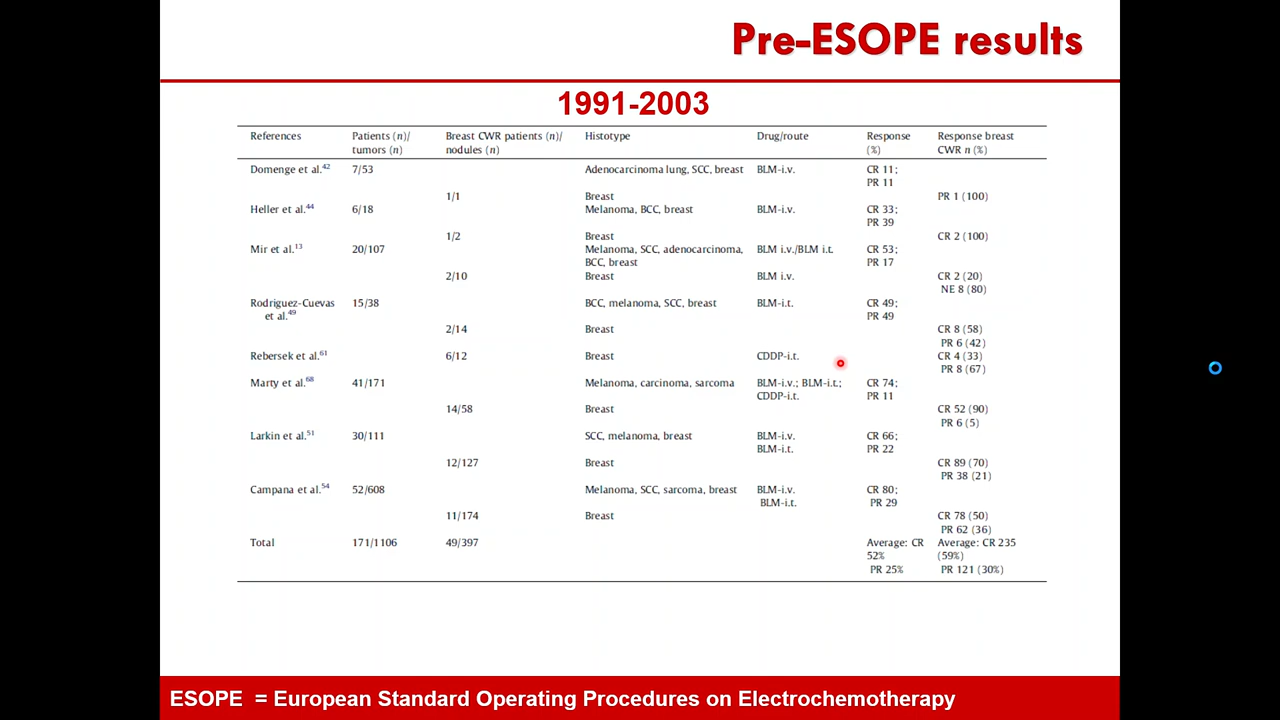 Pre-ESOPE results
1991-2003
References Patients (n)/ Breast CWR patients (n)/ Histotype Drug/route Response Response breast
tumors (n) nodules (n) (%) CWR n (%)
Domenge et al.42 7/53 Adenocarcinoma lung, SCC, breast BLM-i.v. CR 11;
PR 11
1/1 Breast PR 1 (100)
Heller et al.44 6/18 Melanoma, BCC, breast BLM-i.v. CR 33;
PR 39
1/2 Breast CR 2 (100)
Mir et al.13 20/107 Melanoma, SCC, adenocarcinoma, BLM i.v./BLM i.t. CR 53;
BCC, breast PR 17
2/10 Breast BLM i.v. CR 2 (20)
NE 8 (80)
Rodriguez-Cuevas 15/38 BCC, melanoma, SCC, breast BLM-i.t. CR 49;
et al.49 PR 49
2/14 Breast CR 8 (58)
PR 6 (42)
Rebersek et al.61 6/12 Breast CDDP-i.t. CR 4 (33)
PR 8 (67)
Marty et al.68 41/171 Melanoma, carcinoma, sarcoma BLM-i.v.; BLM-i.t.; CR 74;
CDDP-i.t. PR 11
14/58 Breast CR 52 (90)
PR 6 (5)
Larkin et al.51 30/111 SCC, melanoma, breast BLM-i.v. CR 66;
BLM-i.t. PR 22
12/127 Breast CR 89 (70)
PR 38 (21)
Campana et al.54 52/608 Melanoma, SCC, sarcoma, breast BLM-i.v. CR 80;
BLM-i.t. PR 29
11/174 Breast CR 78 (50)
PR 62 (36)
Total 171/1106 49/397 Average: CR Average: CR 235
52% (59%)
PR 25% PR 121 (30%)
ESOPE = European Standard Operating Procedures on Electrochemotherapy